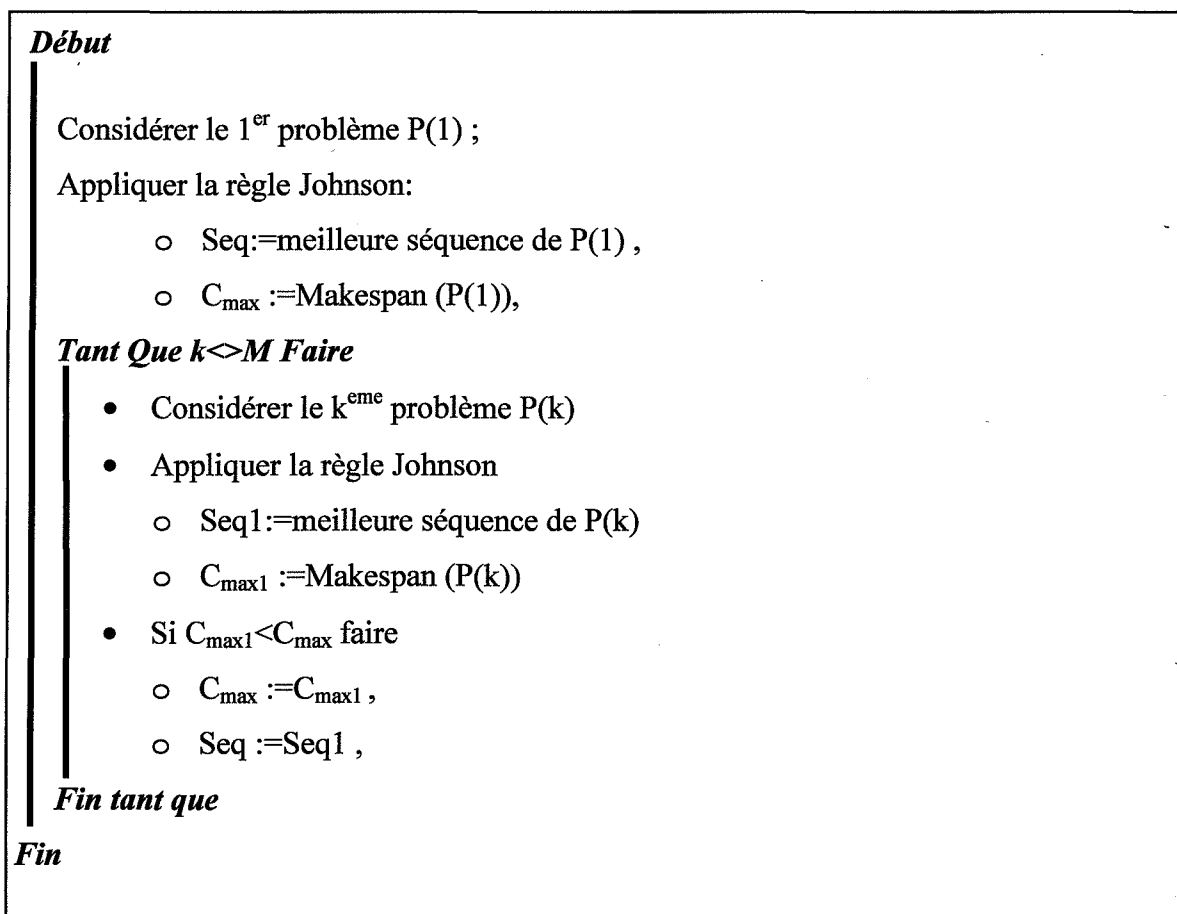 Début
Considérer le 1er problème P(1) ;
Appliquer la règle Johnson:
o Seq:=meilleure séquence de P(1) ,
o Cmax :=Makespan (P(1)),
Tant Que k<>M Faire
• Considérer le keme problème P(k)
• Appliquer la règle Johnson
o Seq1:=meilleure séquence de P(k)
o Cmax1 :=Makespan (P(k))
• Si Cmax1<Cmax faire
o Cmax :=Cmax1 ,
o Seq :=Seq1 ,
Fin tant que
Fin